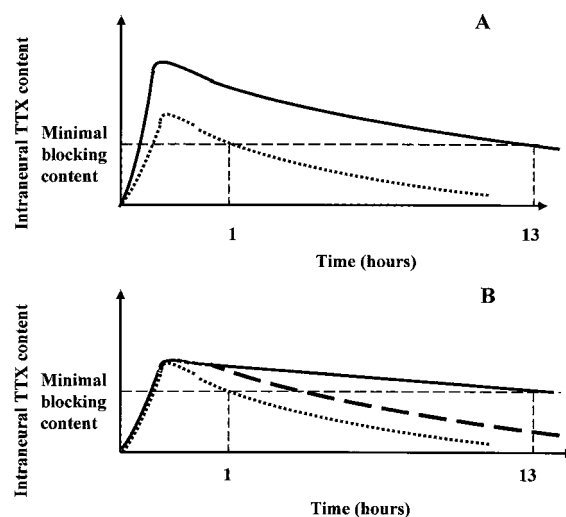 A
Intraneural TTX content
Minimal
blocking
content
1
13
Time (hours)
B
Intraneural TTX content
Minimal
blocking
content
1
13
Time (hours)